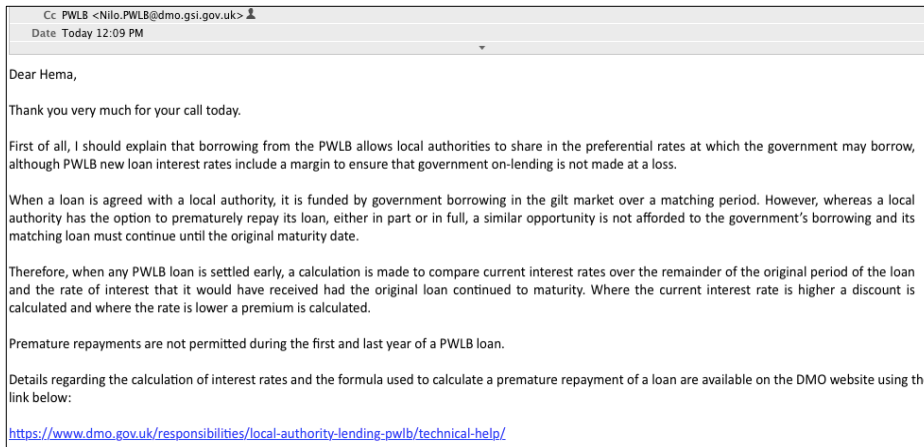 Cc PWLB <Nilo.PWLB@dmo.gsi.gov.uk>
Date Today 12:09 PM
Dear Hema,
Thank you very much for your call today.
First of all, I should explain that borrowing from the PWLB allows local authorities to share in the preferential rates at which the government may borrow,
although PWLB new loan interest rates include a margin to ensure that government on-lending is not made at a loss.
When a loan is agreed with a local authority, it is funded by government borrowing in the gilt market over a matching period. However, whereas a local
authority has the option to prematurely repay its loan, either in part or in full, a similar opportunity is not afforded to the government's borrowing and its
matching loan must continue until the original maturity date.
Therefore, when any PWLB loan is settled early, a calculation is made to compare current interest rates over the remainder of the original period of the loan
and the rate of interest that it would have received had the original loan continued to maturity. Where the current interest rate is higher a discount is
calculated and where the rate is lower a premium is calculated.
Premature repayments are not permitted during the first and last year of a PWLB loan.
Details regarding the calculation of interest rates and the formula used to calculate a premature repayment of a loan are available on the DMO website using th
link below:
https://www.dmo.gov.uk/responsibilities/local-authority-lending-pwlb/technical-help/